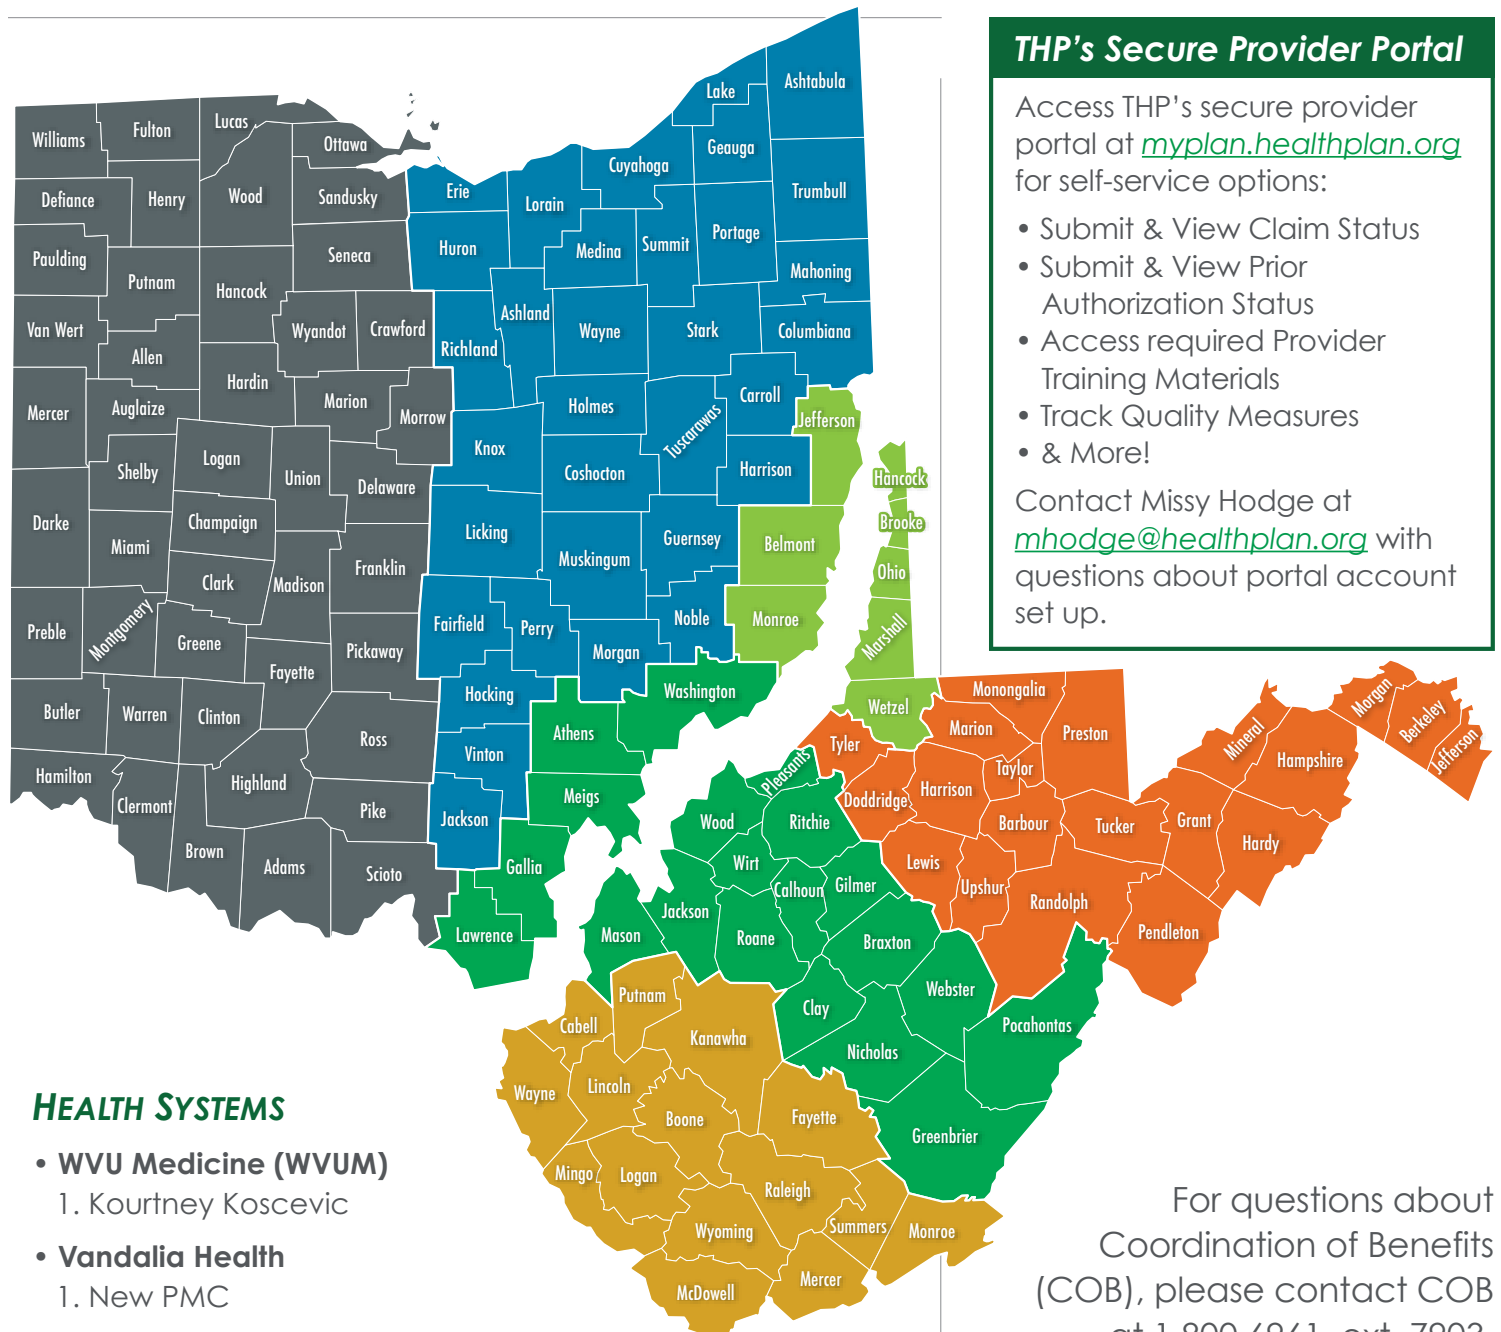 THP's Secure Provider Portal
Access THP's secure provider
portal at myplan.healthplan.org
for self-service options:
• Submit & View Claim Status
• Submit & View Prior
Authorization Status
• Access required Provider
Training Materials
• Track Quality Measures
• & More!
Contact Missy Hodge at
mhodge@healthplan.org with
questions about portal account
set up.
Williams
Fulton
Lucas
Ottawa
Defiance
Henry
Wood
Sandusky
Paulding
Putnam
Hancock
Seneca
Van Wert
Allen
Wyandot
Crawford
Mercer
Auglaize
Hardin
Marion
Morrow
Shelby
Logan
Union
Delaware
Darke
Miami
Champaign
Clark
Madison
Franklin
Preble
Montgomery
Greene
Fayette
Pickaway
Butler
Warren
Clinton
Ross
Hamilton
Clermont
Highland
Pike
Brown
Adams
Scioto
Ashtabula
Lake
Geauga
Cuyahoga
Trumbull
Erie
Lorain
Huron
Medina
Summit
Portage
Mahoning
Ashland
Wayne
Stark
Columbiana
Richland
Holmes
Tuscarawas
Carroll
Knox
Coshocton
Harrison
Licking
Muskingum
Guernsey
Fairfield
Perry
Morgan
Noble
Hocking
Vinton
Jackson
Jefferson
Belmont
Monroe
Hancock
Brooke
Ohio
Marshall
Wetzel
Washington
Athens
Meigs
Gallia
Lawrence
Pleasants
Wood
Ritchie
Wirt
Calhoun
Gilmer
Jackson
Roane
Mason
Braxton
Clay
Webster
Nicholas
Pocahontas
Greenbrier
Monongalia
Marion
Preston
Tyler
Taylor
Doddridge
Harrison
Barbour
Tucker
Lewis
Upshur
Randolph
Grant
Mineral
Hampshire
Morgan
Berkeley
Jefferson
Hardy
Pendleton
Putnam
Cabell
Kanawha
Wayne
Lincoln
Boone
Fayette
Mingo
Logan
Raleigh
Wyoming
Summers
Monroe
McDowell
Mercer
HEALTH SYSTEMS
• WVU Medicine (WVUM)
1. Kourtney Koscevic
• Vandalia Health
1. New PMC
For questions about
Coordination of Benefits
(COB), please contact COB
at 1.800.6961, ext. 7903